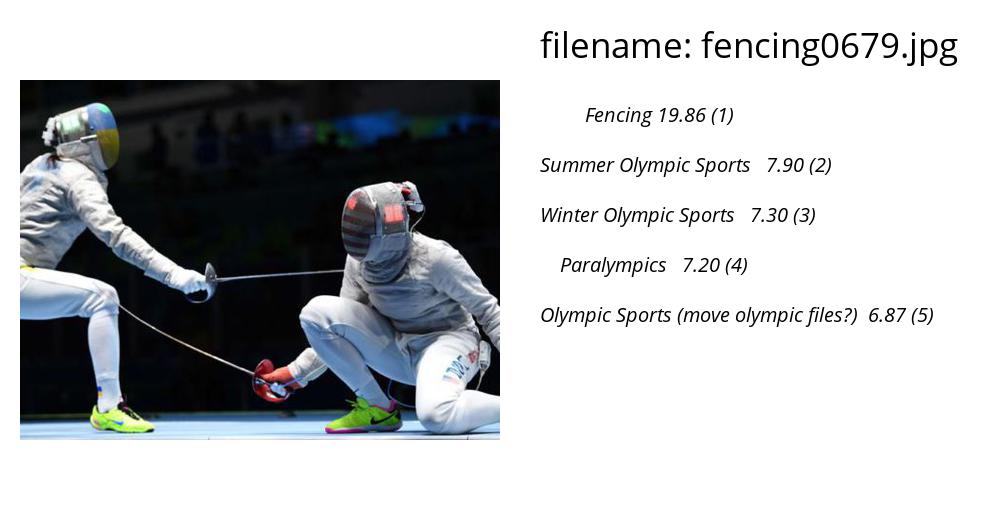 filename: fencing0679.jpg
Fencing 19.86 (1)
Summer Olympic Sports 7.90 (2)
Winter Olympic Sports 7.30 (3)
Paralympics 7.20 (4)
Olympic Sports (move olympic files?) 6.87 (5)